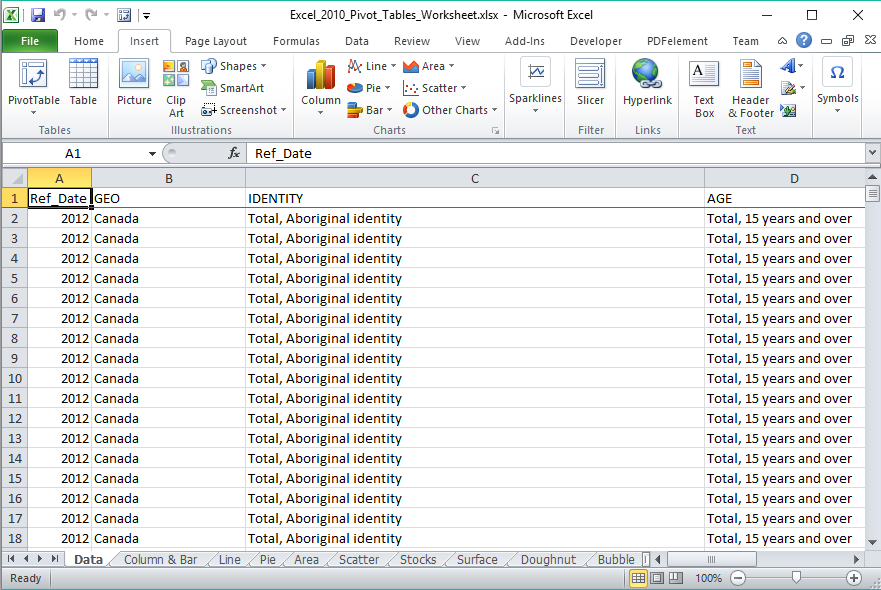 Excel_2010_Pivot_Tables_Worksheet.xlsx - Microsoft Excel
File Home Insert Page Layout Formulas Data Review View Add-Ins Developer PDFelement Team
PivotTable Table Picture Clip Art Shapes SmartArt Screenshot Column Line Pie Bar Area Scatter Other Charts Sparklines Slicer Hyperlink Text Box Header & Footer Symbols
Tables Illustrations Charts Filter Links Text
A1 fx Ref_Date
A B C D
1 Ref_Date GEO IDENTITY AGE
2 2012 Canada Total, Aboriginal identity Total, 15 years and over
3 2012 Canada Total, Aboriginal identity Total, 15 years and over
4 2012 Canada Total, Aboriginal identity Total, 15 years and over
5 2012 Canada Total, Aboriginal identity Total, 15 years and over
6 2012 Canada Total, Aboriginal identity Total, 15 years and over
7 2012 Canada Total, Aboriginal identity Total, 15 years and over
8 2012 Canada Total, Aboriginal identity Total, 15 years and over
9 2012 Canada Total, Aboriginal identity Total, 15 years and over
10 2012 Canada Total, Aboriginal identity Total, 15 years and over
11 2012 Canada Total, Aboriginal identity Total, 15 years and over
12 2012 Canada Total, Aboriginal identity Total, 15 years and over
13 2012 Canada Total, Aboriginal identity Total, 15 years and over
14 2012 Canada Total, Aboriginal identity Total, 15 years and over
15 2012 Canada Total, Aboriginal identity Total, 15 years and over
16 2012 Canada Total, Aboriginal identity Total, 15 years and over
17 2012 Canada Total, Aboriginal identity Total, 15 years and over
18 2012 Canada Total, Aboriginal identity Total, 15 years and over
Data Column & Bar Line Pie Area Scatter Stocks Surface Doughnut Bubble
Ready 100%